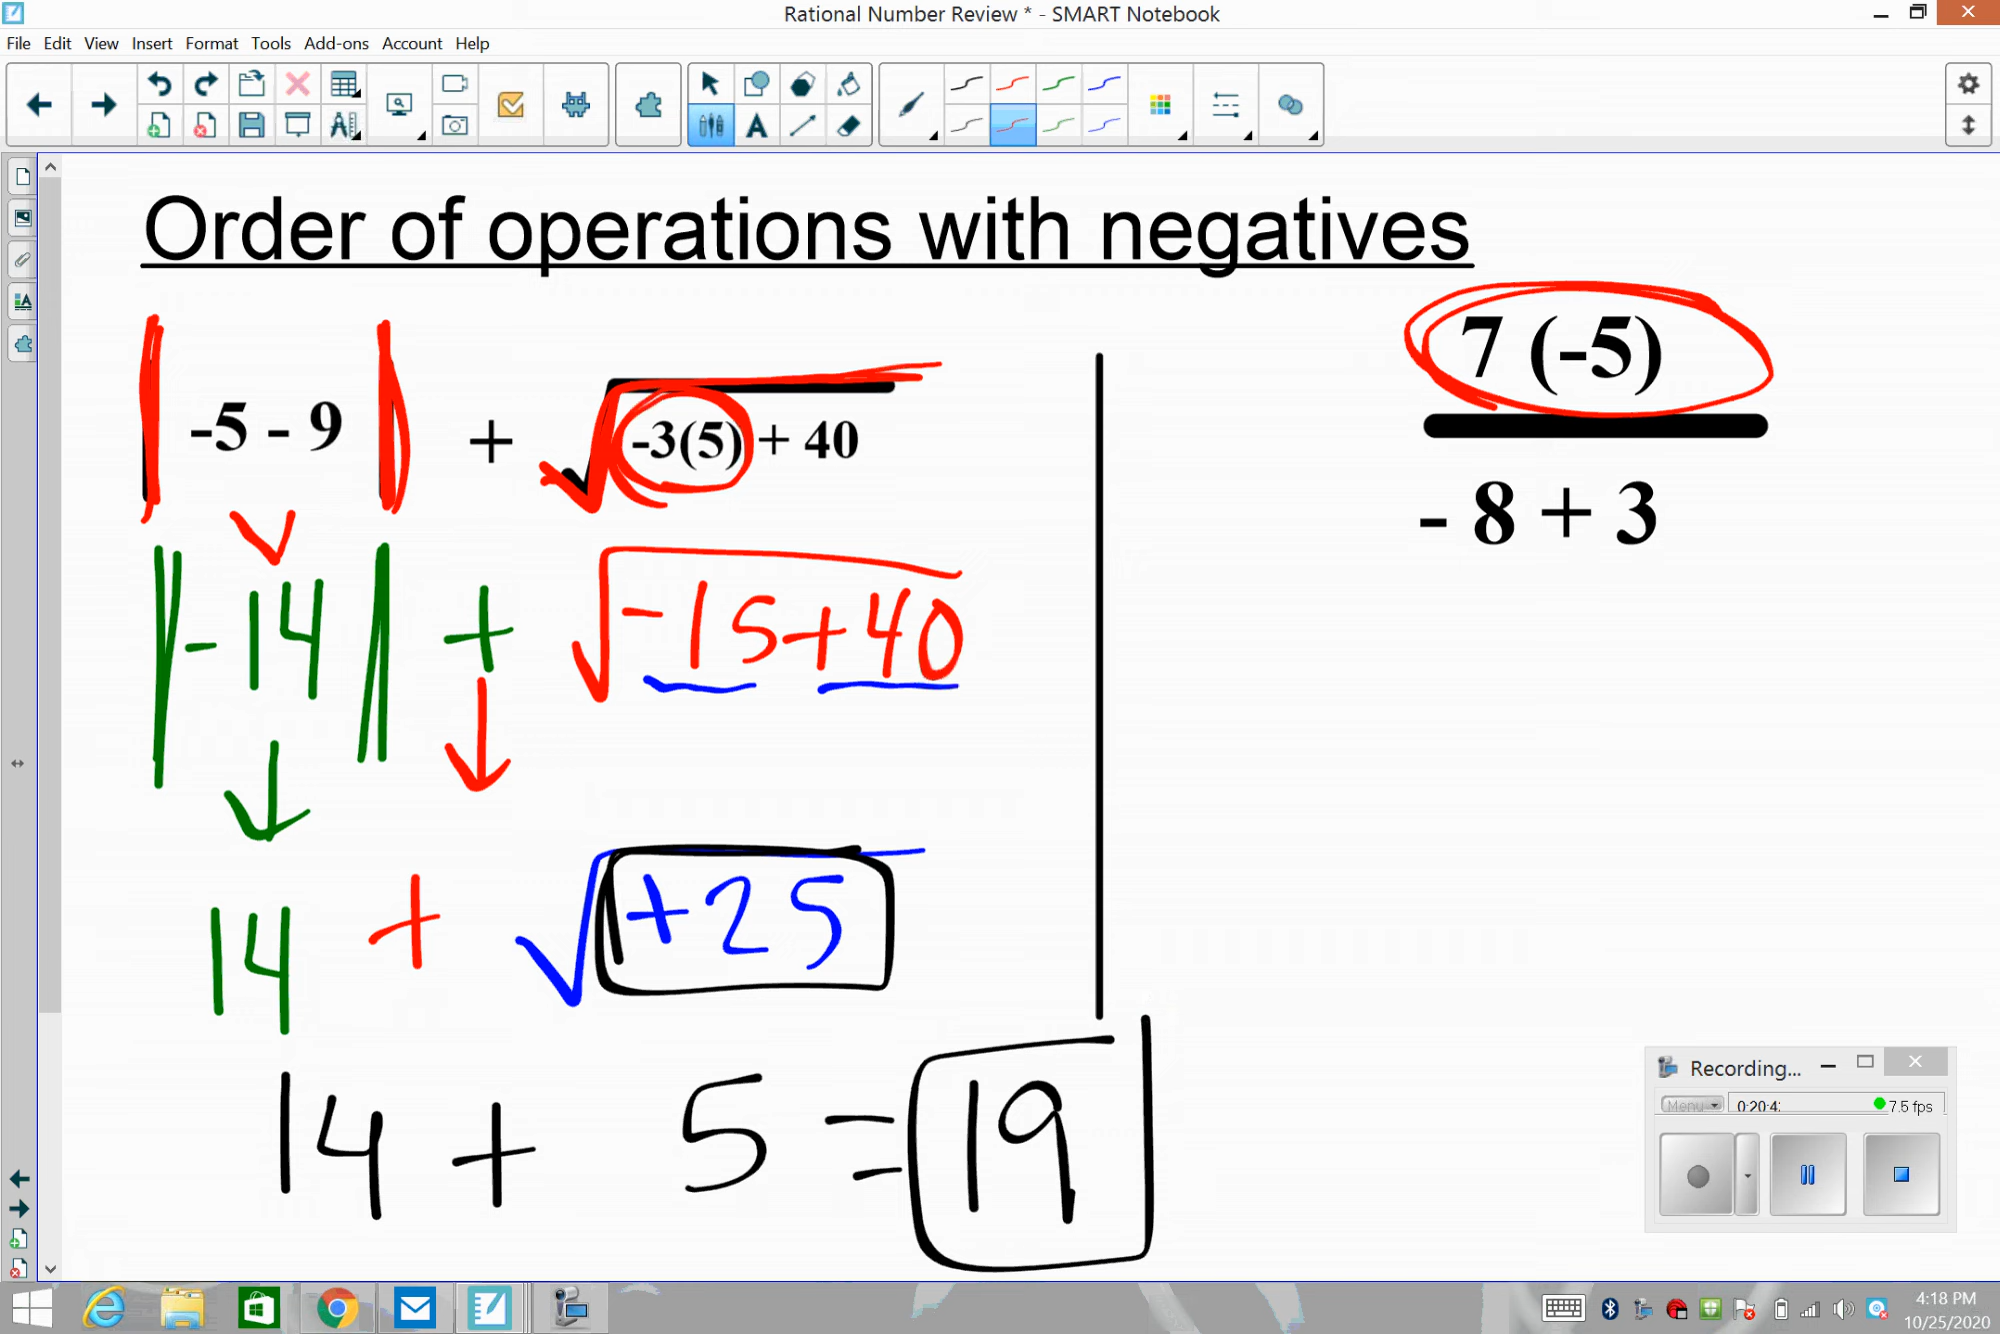 Rational Number Review * - SMART Notebook
File Edit View Insert Format Tools Add-ons Account Help
Order of operations with negatives
| -5 - 9 | + √-3(5) + 40
|-14| + √-15+40
14 + √+25
14 + 5 = 19
7 (-5)
- 8 + 3
Recording...
Menu 0:20:4 7.5 fps
4:18 PM
10/25/2020